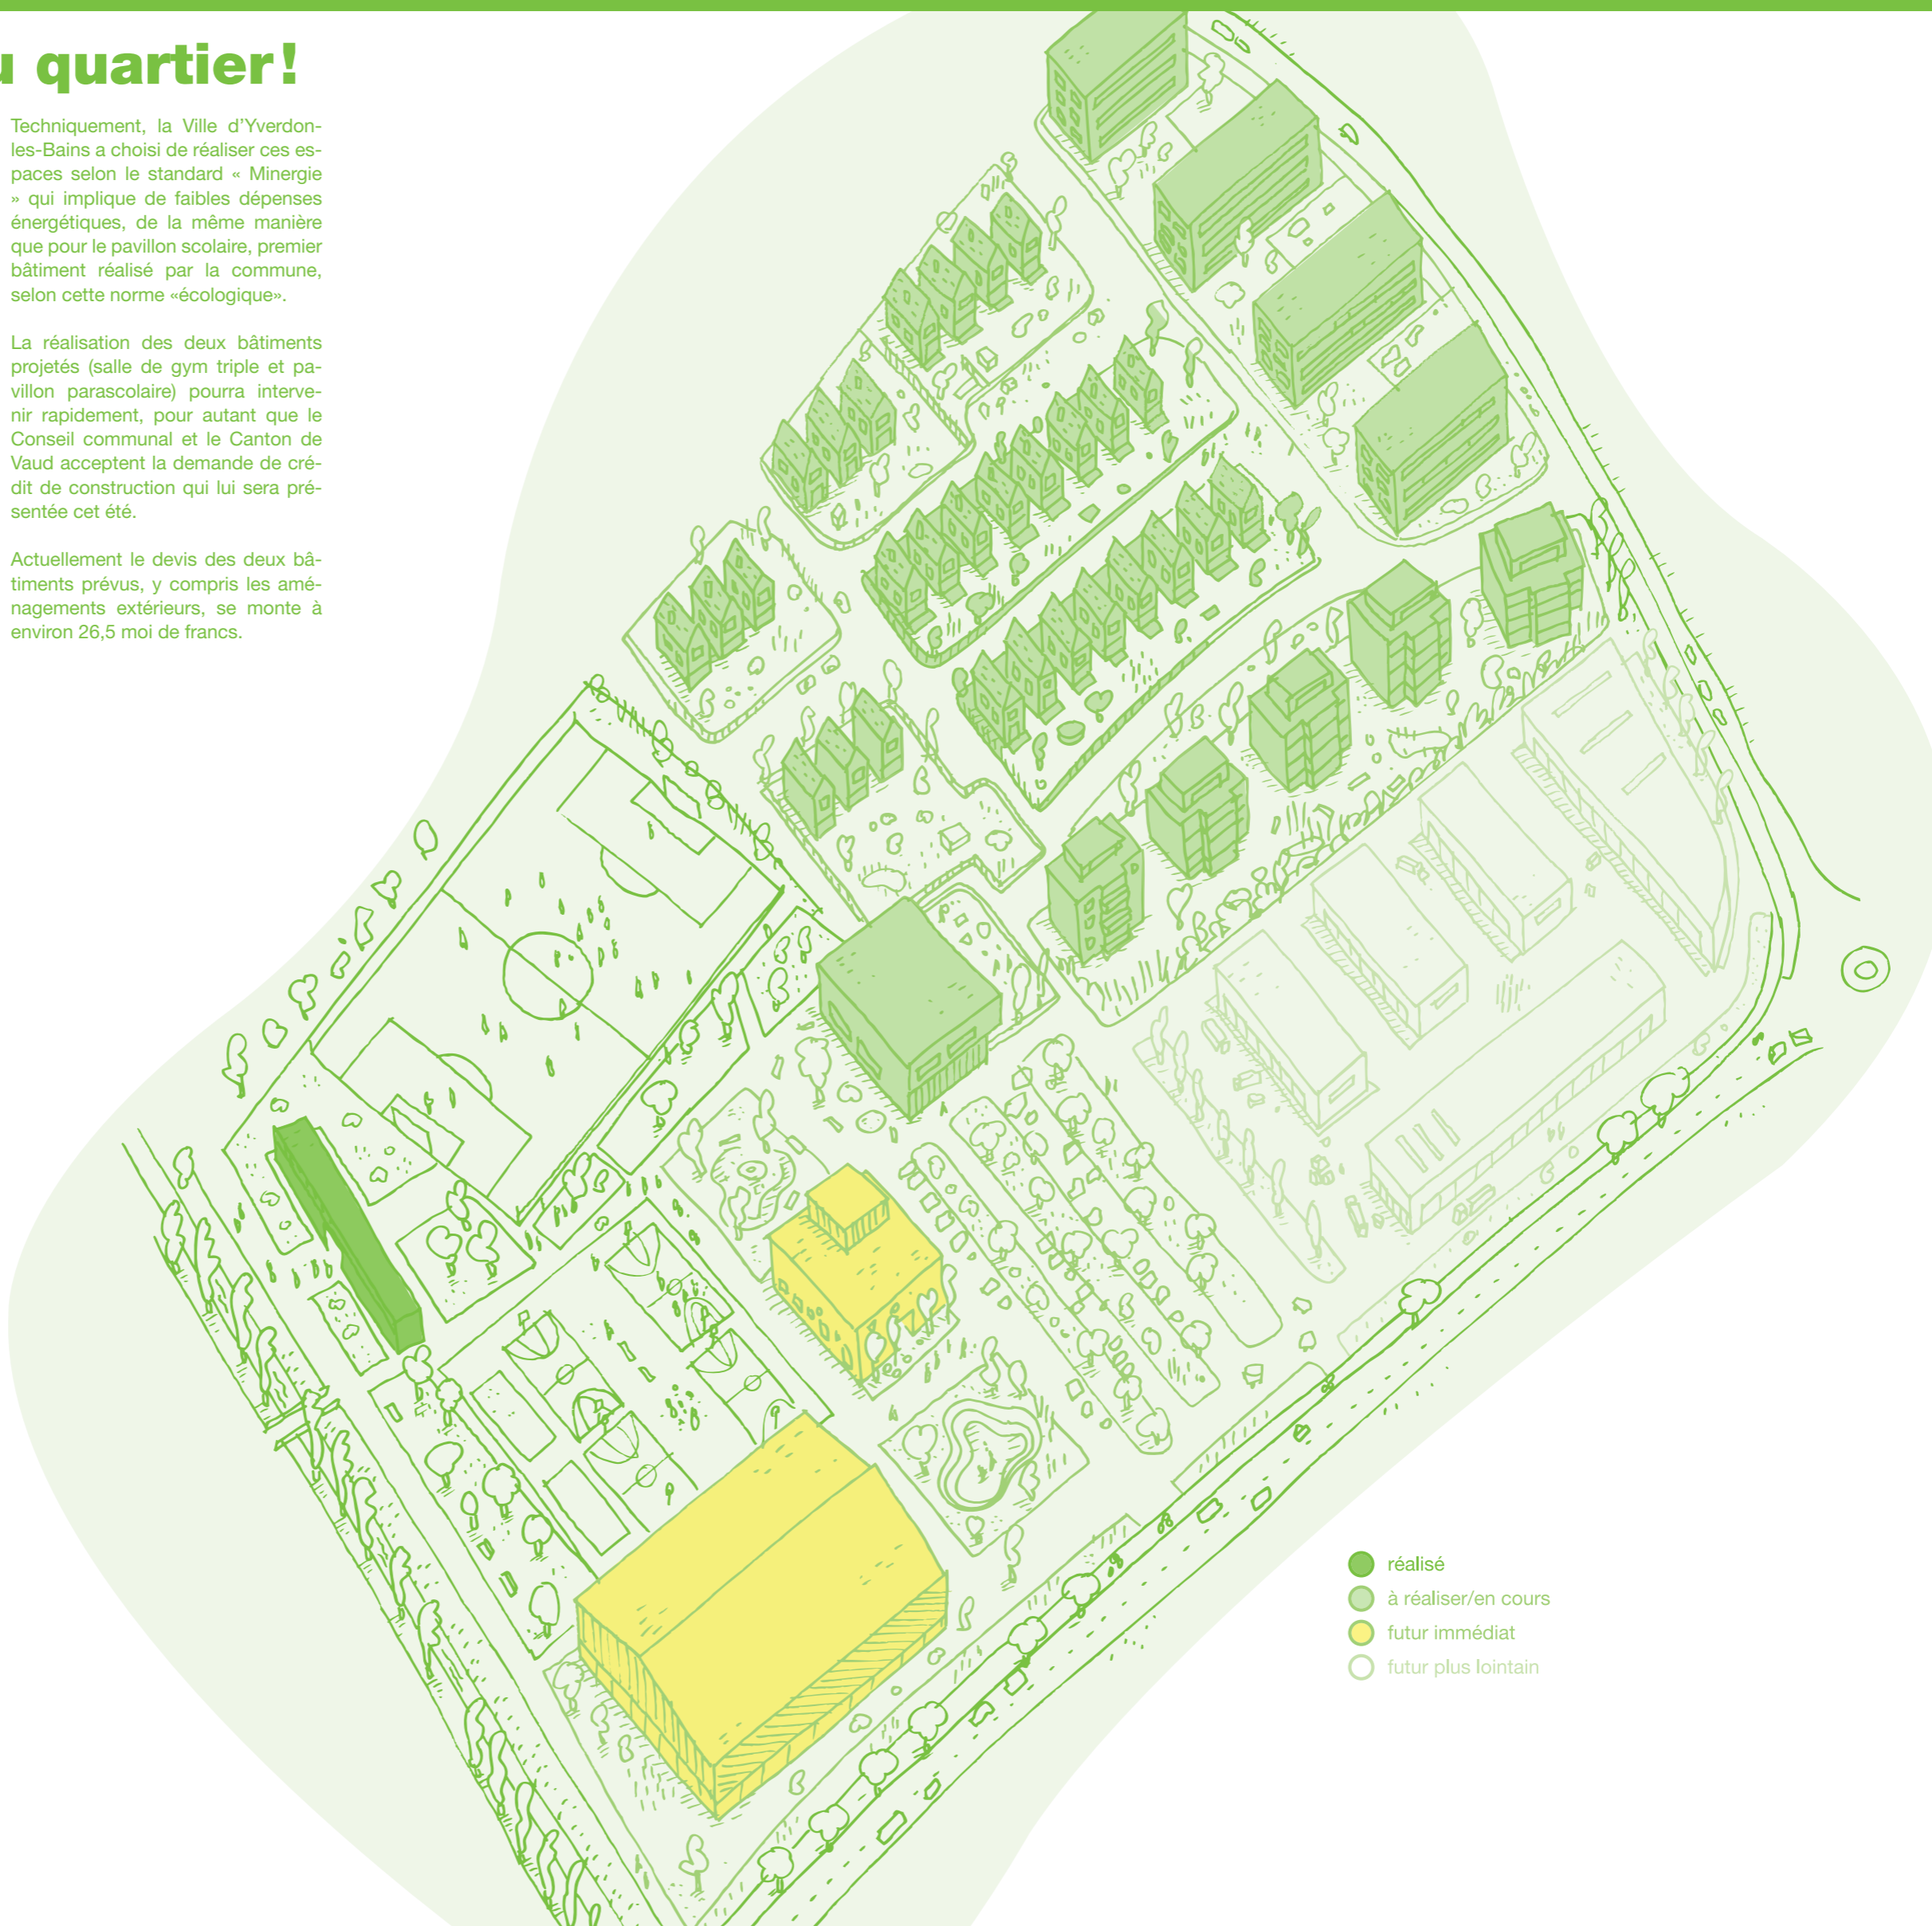 u quartier!
Techniquement, la Ville d'Yverdon-
les-Bains a choisi de réaliser ces es-
paces selon le standard « Minergie
» qui implique de faibles dépenses
énergétiques, de la même manière
que pour le pavillon scolaire, premier
bâtiment réalisé par la commune,
selon cette norme «écologique».
La réalisation des deux bâtiments
projetés (salle de gym triple et pa-
villon parascolaire) pourra interve-
nir rapidement, pour autant que le
Conseil communal et le Canton de
Vaud acceptent la demande de cré-
dit de construction qui lui sera pré-
sentée cet été.
Actuellement le devis des deux bâ-
timents prévus, y compris les amé-
nagements extérieurs, se monte à
environ 26,5 moi de francs.
réalisé
à réaliser/en cours
futur immédiat
futur plus lointain